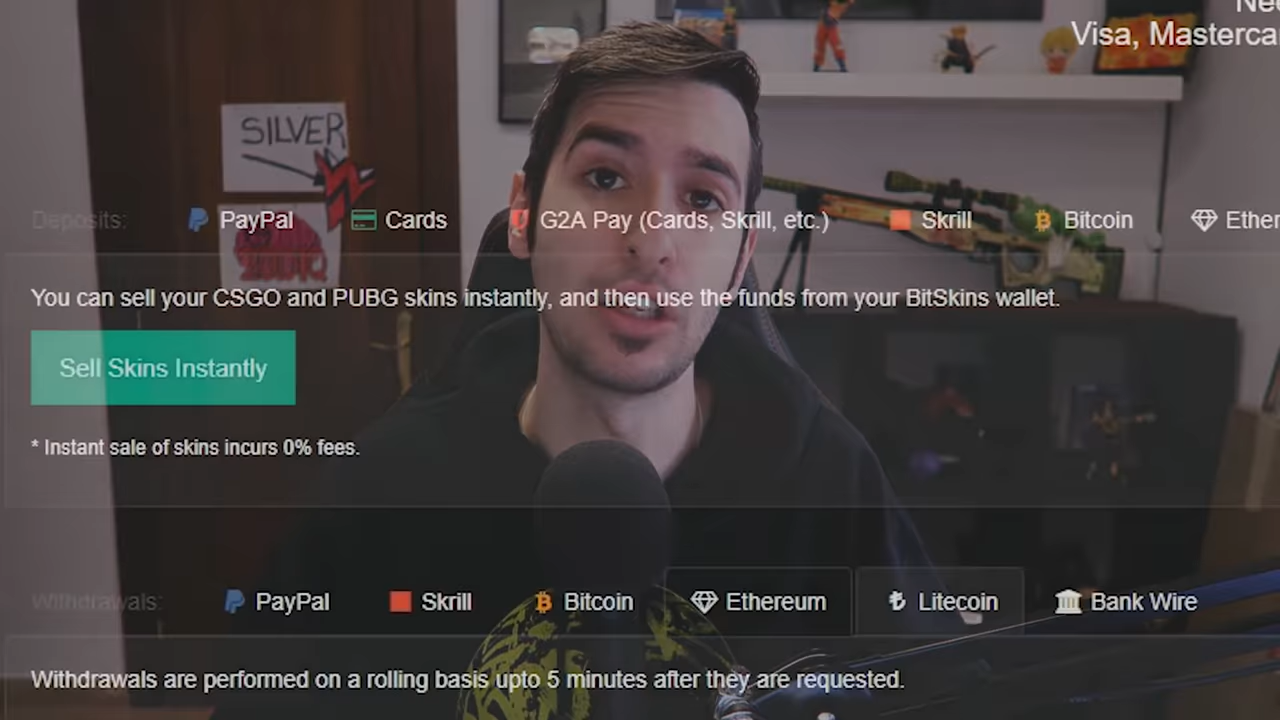 Visa, Masterca
SILVER
Deposits:
PayPal
Cards
G2A Pay (Cards, Skrill, etc.)
Skrill
Bitcoin
Ether
You can sell your CSGO and PUBG skins instantly, and then use the funds from your BitSkins wallet.
Sell Skins Instantly
* Instant sale of skins incurs 0% fees.
Withdrawals:
PayPal
Skrill
Bitcoin
Ethereum
Litecoin
Bank Wire
Withdrawals are performed on a rolling basis upto 5 minutes after they are requested.